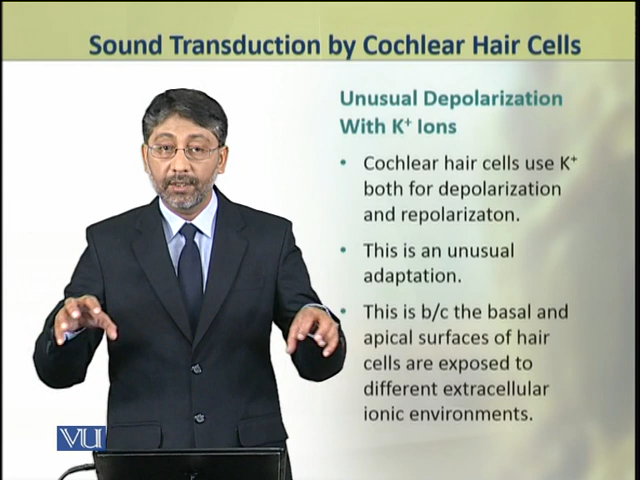 Sound Transduction by Cochlear Hair Cells
Unusual Depolarization
With K⁺ Ions
• Cochlear hair cells use K⁺
both for depolarization
and repolarizaton.
• This is an unusual
adaptation.
• This is b/c the basal and
apical surfaces of hair
cells are exposed to
different extracellular
ionic environments.
VU